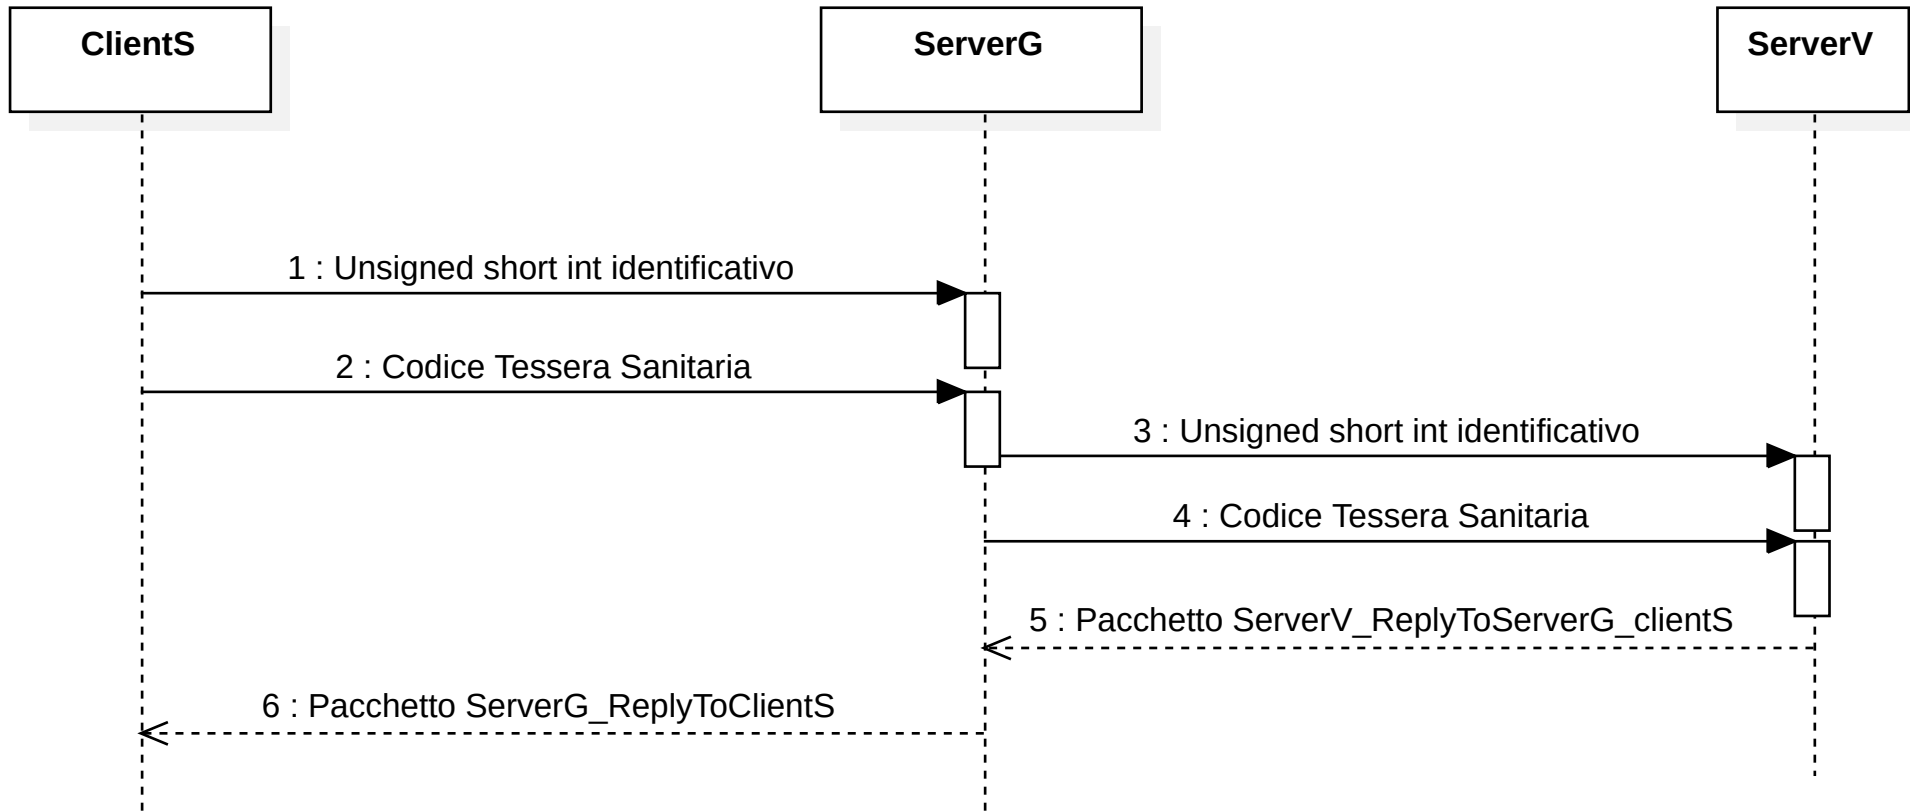 ClientS
ServerG
ServerV
1 : Unsigned short int identificativo
2 : Codice Tessera Sanitaria
3 : Unsigned short int identificativo
4 : Codice Tessera Sanitaria
5 : Pacchetto ServerV_ReplyToServerG_clientS
6 : Pacchetto ServerG_ReplyToClientS